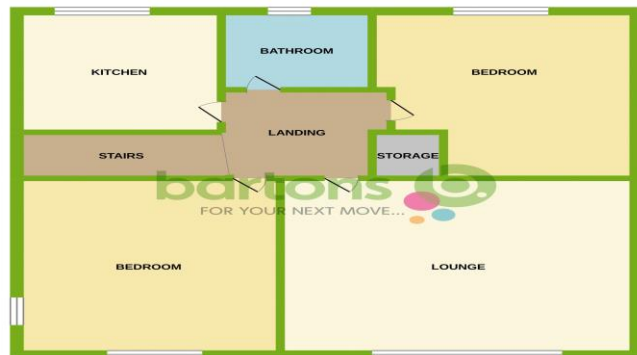 BATHROOM
KITCHEN
BEDROOM
LANDING
STAIRS
STORAGE
bartons
FOR YOUR NEXT MOVE...
BEDROOM
LOUNGE